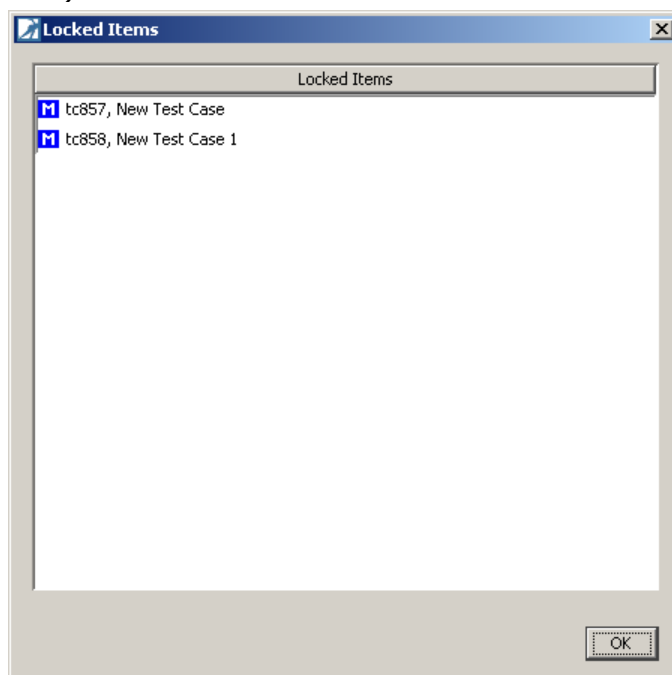 Locked Items
Locked Items
M tc857, New Test Case
M tc858, New Test Case 1
OK